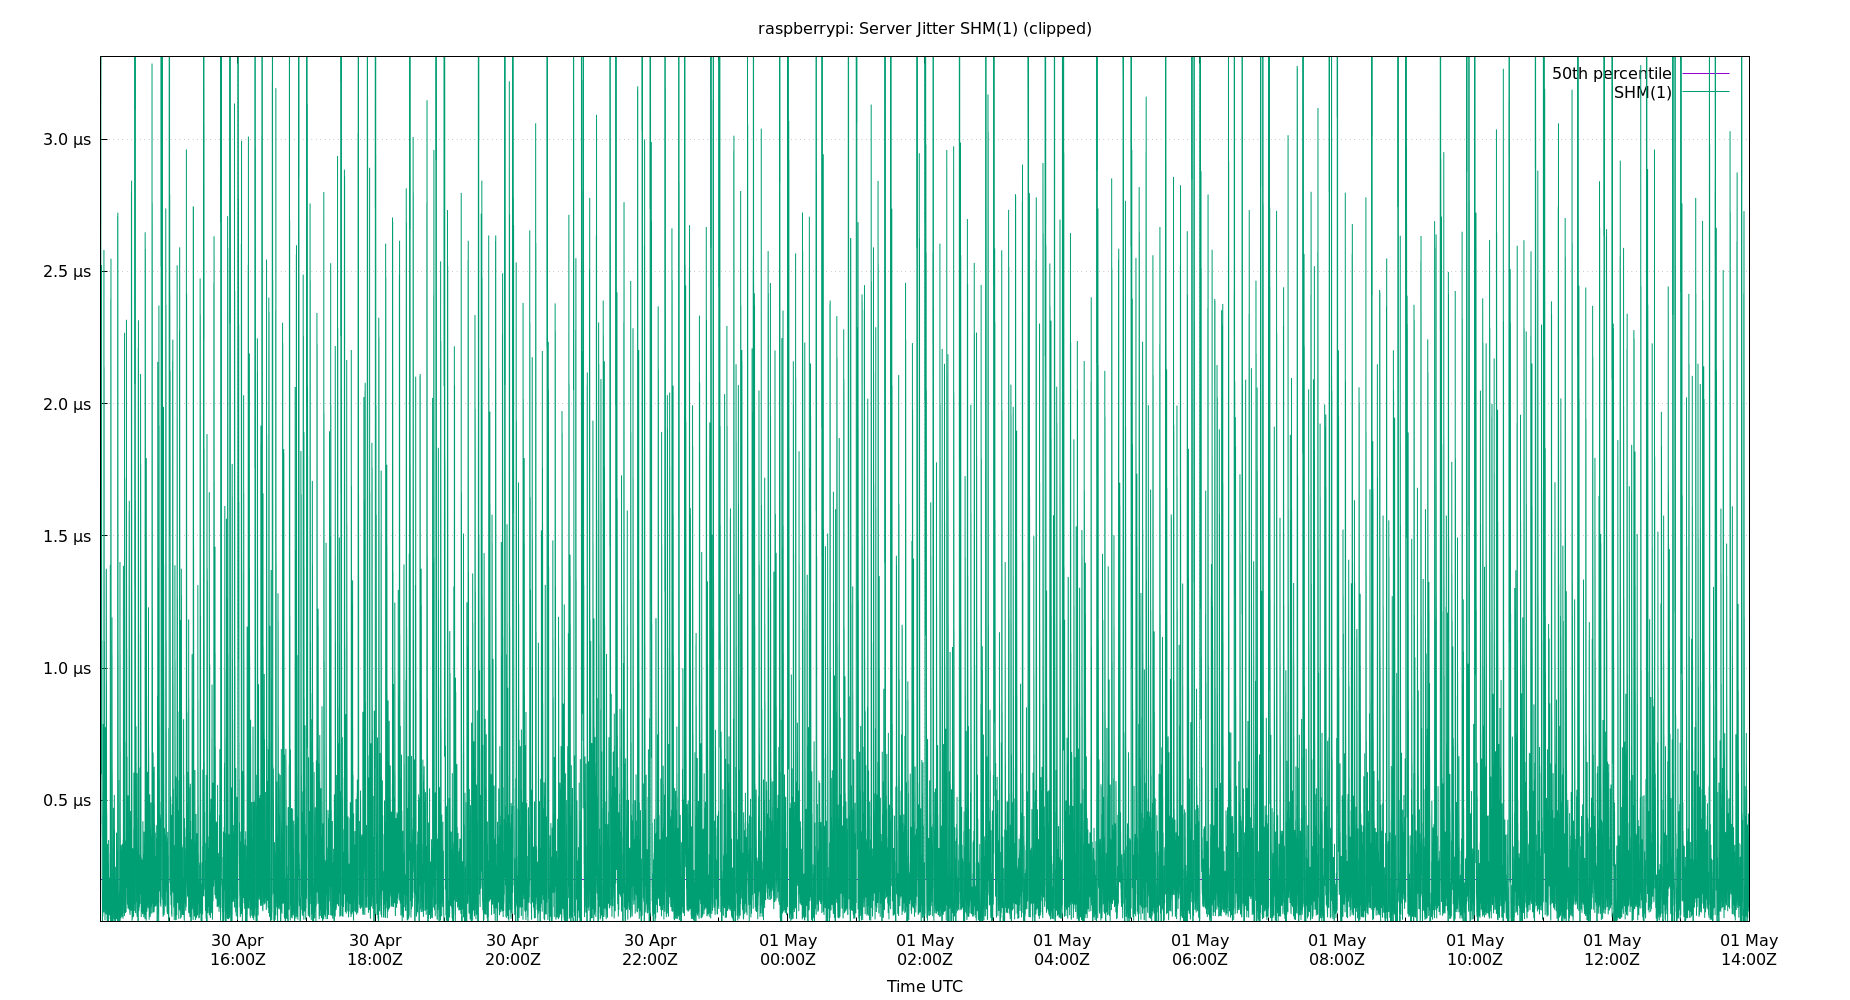 raspberrypi: Server Jitter SHM(1) (clipped)
50th percentile
SHM(1)
3.0 µs
2.5 µs
2.0 µs
1.5 µs
1.0 µs
0.5 µs
30 Apr 30 Apr 30 Apr 30 Apr 01 May 01 May 01 May 01 May 01 May 01 May 01 May 01 May
16:00Z 18:00Z 20:00Z 22:00Z 00:00Z 02:00Z 04:00Z 06:00Z 08:00Z 10:00Z 12:00Z 14:00Z
Time UTC